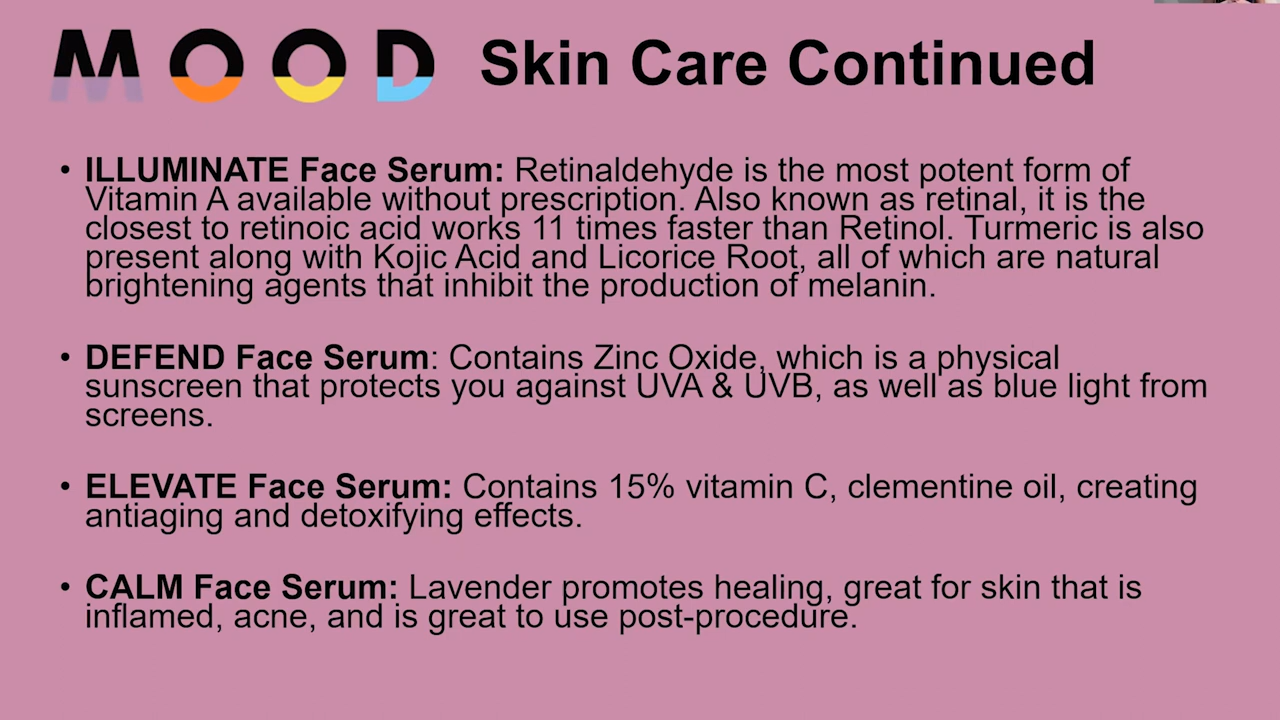 MOOD Skin Care Continued
• ILLUMINATE Face Serum: Retinaldehyde is the most potent form of
Vitamin A available without prescription. Also known as retinal, it is the
closest to retinoic acid works 11 times faster than Retinol. Turmeric is also
present along with Kojic Acid and Licorice Root, all of which are natural
brightening agents that inhibit the production of melanin.
• DEFEND Face Serum: Contains Zinc Oxide, which is a physical
sunscreen that protects you against UVA & UVB, as well as blue light from
screens.
• ELEVATE Face Serum: Contains 15% vitamin C, clementine oil, creating
antiaging and detoxifying effects.
• CALM Face Serum: Lavender promotes healing, great for skin that is
inflamed, acne, and is great to use post-procedure.